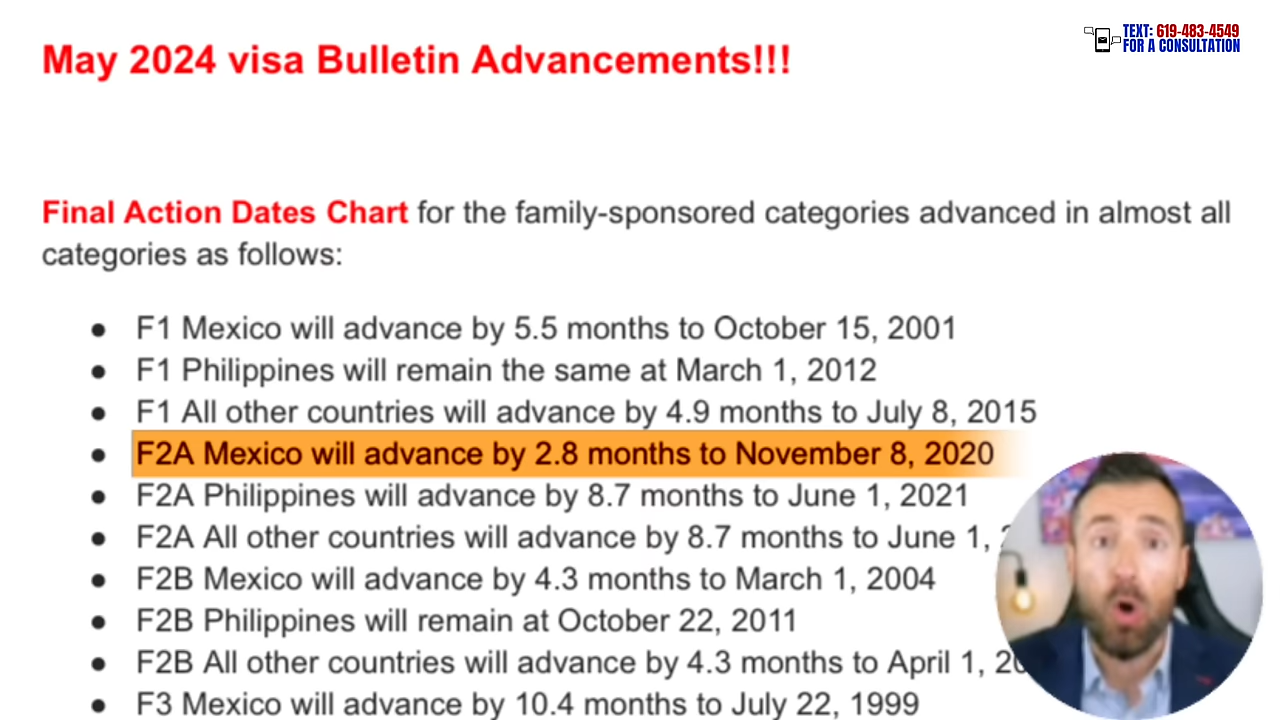 TEXT: 619-483-4549
FOR A CONSULTATION
May 2024 visa Bulletin Advancements!!!
Final Action Dates Chart for the family-sponsored categories advanced in almost all
categories as follows:
● F1 Mexico will advance by 5.5 months to October 15, 2001
● F1 Philippines will remain the same at March 1, 2012
● F1 All other countries will advance by 4.9 months to July 8, 2015
● F2A Mexico will advance by 2.8 months to November 8, 2020
● F2A Philippines will advance by 8.7 months to June 1, 2021
● F2A All other countries will advance by 8.7 months to June 1,
● F2B Mexico will advance by 4.3 months to March 1, 2004
● F2B Philippines will remain at October 22, 2011
● F2B All other countries will advance by 4.3 months to April 1,
● F3 Mexico will advance by 10.4 months to July 22, 1999